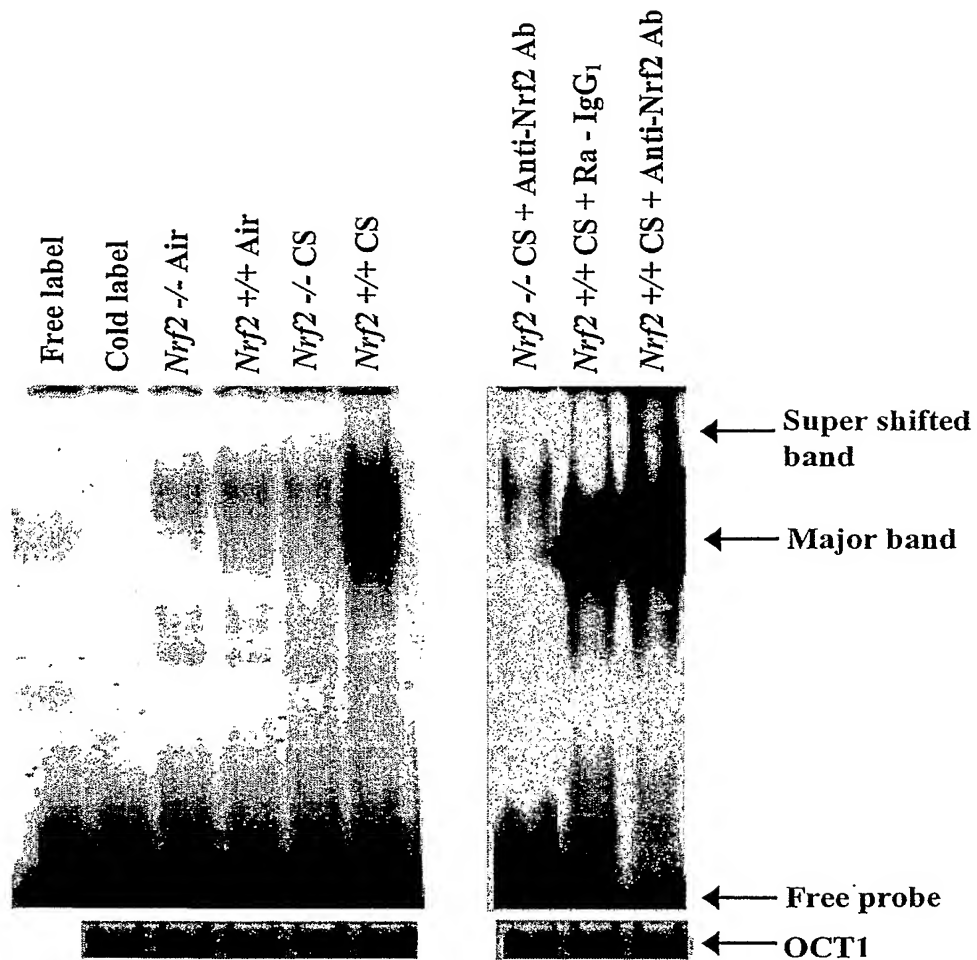 Free label
Cold label
Nrf2 -/- Air
Nrf2 +/+ Air
Nrf2 -/- CS
Nrf2 +/+ CS
Nrf2 -/- CS + Anti-Nrf2 Ab
Nrf2 +/+ CS + Ra - IgG1
Nrf2 +/+ CS + Anti-Nrf2 Ab
Super shifted
band
Major band
Free probe
OCT1